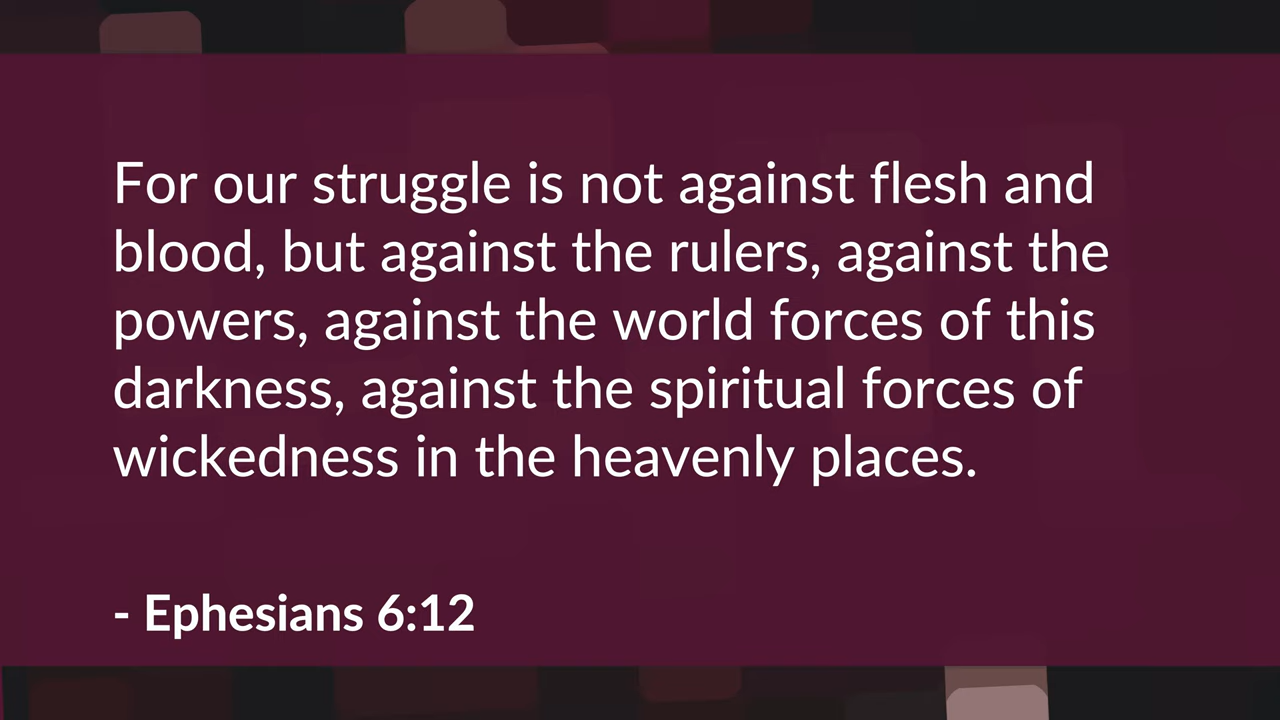 For our struggle is not against flesh and
blood, but against the rulers, against the
powers, against the world forces of this
darkness, against the spiritual forces of
wickedness in the heavenly places.
- Ephesians 6:12